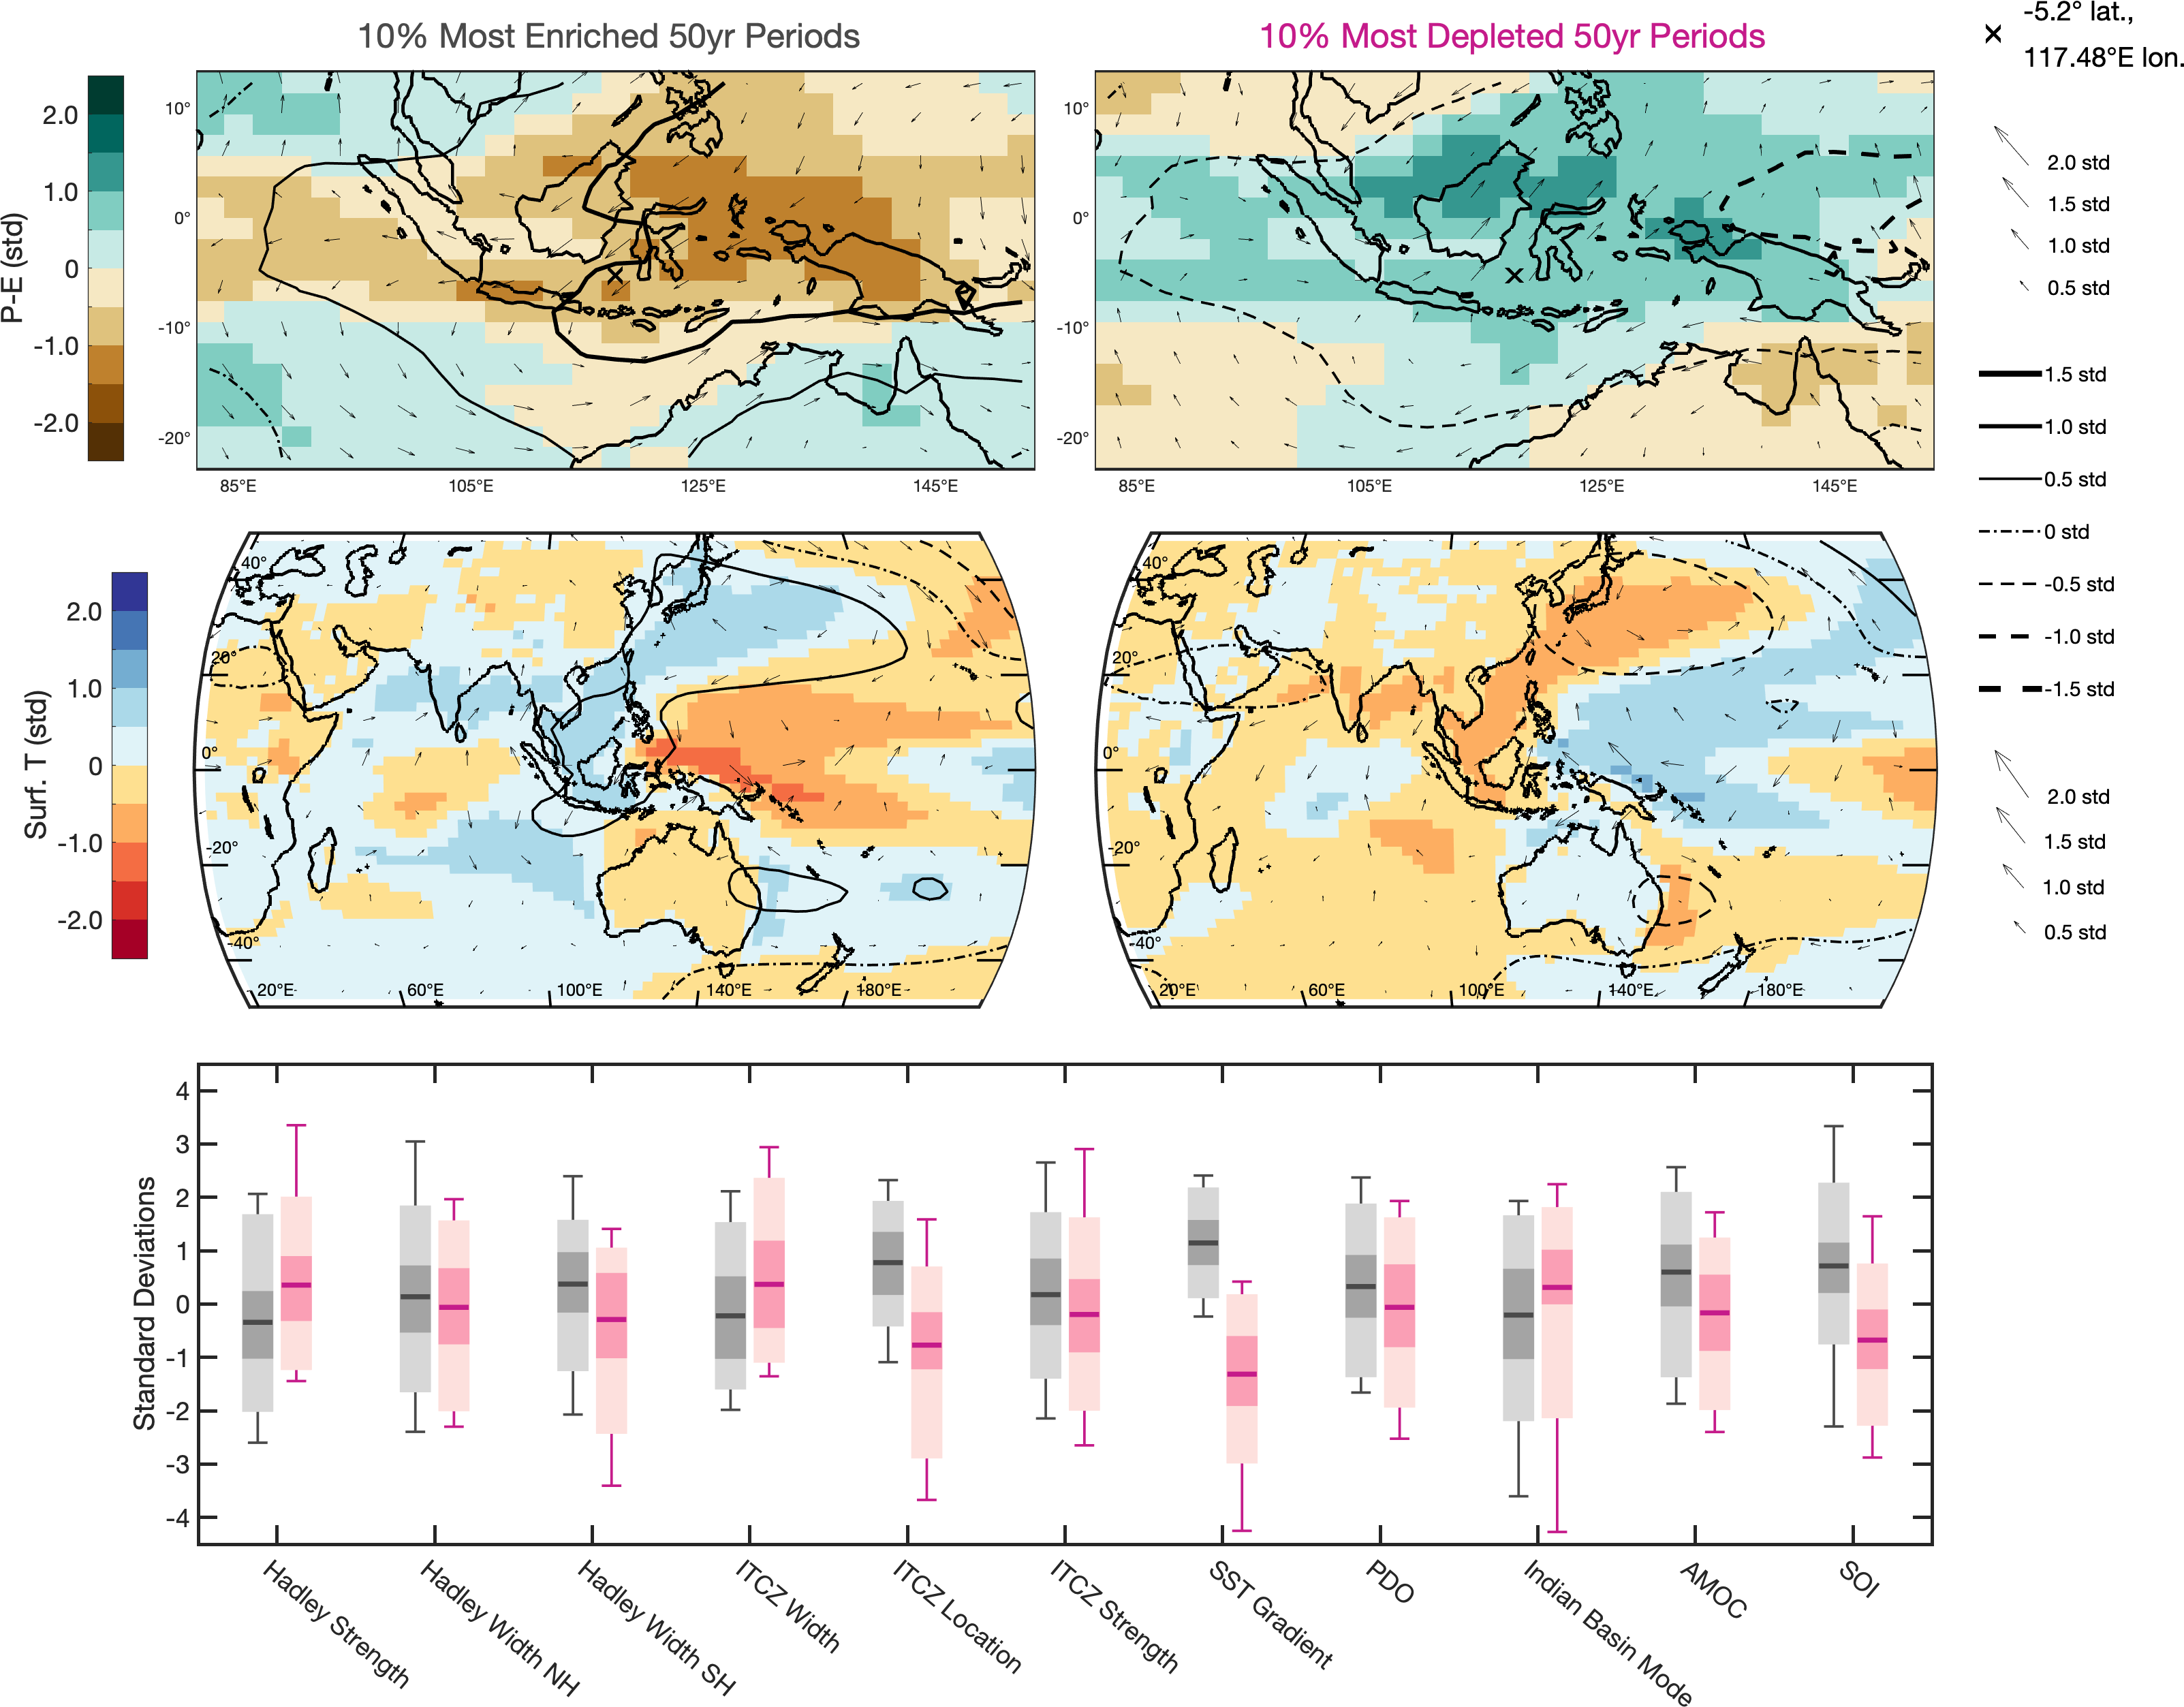 10% Most Enriched 50yr Periods
10% Most Depleted 50yr Periods
-5.2° lat.,
117.48°E lon.
P-E (std)
2.0
1.0
0
-1.0
-2.0
10°
0°
-10°
-20°
85°E
105°E
125°E
145°E
10°
0°
-10°
-20°
85°E
105°E
125°E
145°E
2.0 std
1.5 std
1.0 std
0.5 std
1.5 std
1.0 std
0.5 std
0 std
-0.5 std
-1.0 std
-1.5 std
2.0 std
1.5 std
1.0 std
0.5 std
Surf. T (std)
2.0
1.0
0
-1.0
-2.0
40°
20°
0°
-20°
-40°
20°E
60°E
100°E
140°E
180°E
40°
20°
0°
-20°
-40°
20°E
60°E
100°E
140°E
180°E
Standard Deviations
4
3
2
1
0
-1
-2
-3
-4
Hadley Strength
Hadley Width NH
Hadley Width SH
ITCZ Width
ITCZ Location
ITCZ Strength
SST Gradient
PDO
Indian Basin Mode
AMOC
SOI